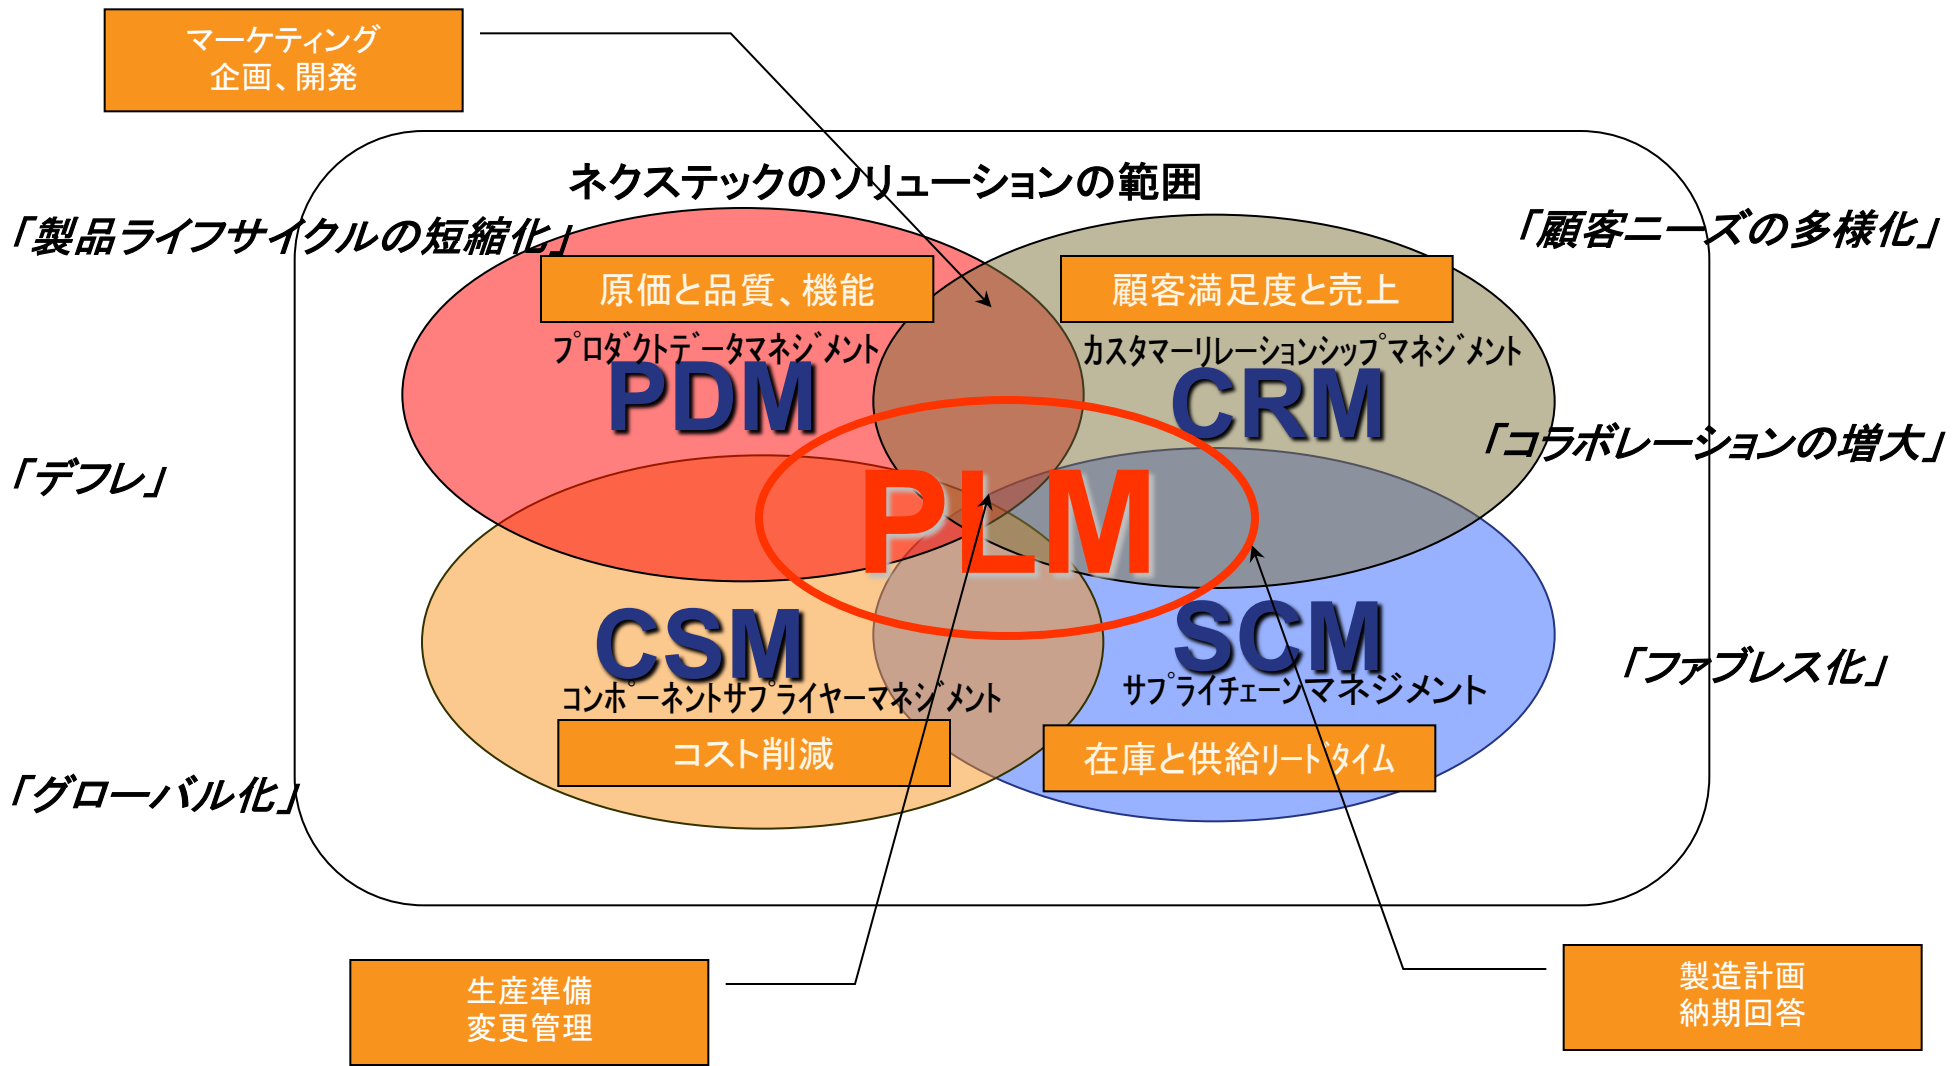 マーケティング
企画、開発
ネクステックのソリューションの範囲
「製品ライフサイクルの短縮化」
「顧客ニーズの多様化」
原価と品質、機能
顧客満足度と売上
プロダクトデータマネジメント
カスタマーリレーションシップマネジメント
PDM
CRM
「コラボレーションの増大」
「デフレ」
PLM
CSM
SCM
「ファブレス化」
コンポーネントサプライヤーマネジメント
サプライチェーンマネジメント
コスト削減
在庫と供給リードタイム
「グローバル化」
生産準備
変更管理
製造計画
納期回答